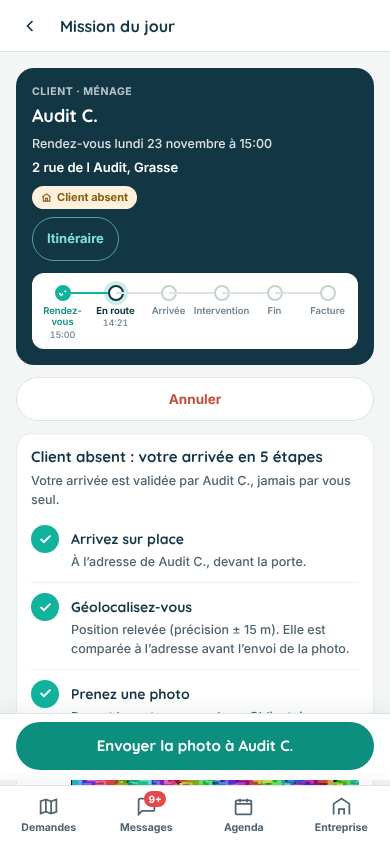 Mission du jour
CLIENT · MÉNAGE
Audit C.
Rendez-vous lundi 23 novembre à 15:00
2 rue de l Audit, Grasse
Client absent
Itinéraire
Rendez-vous
15:00
En route
14:21
Arrivée
Intervention
Fin
Facture
Annuler
Client absent : votre arrivée en 5 étapes
Votre arrivée est validée par Audit C., jamais par vous
seul.
Arrivez sur place
À l’adresse de Audit C., devant la porte.
Géolocalisez-vous
Position relevée (précision ± 15 m). Elle est
comparée à l’adresse avant l’envoi de la photo.
Prenez une photo
Envoyer la photo à Audit C.
9+
Demandes
Messages
Agenda
Entreprise